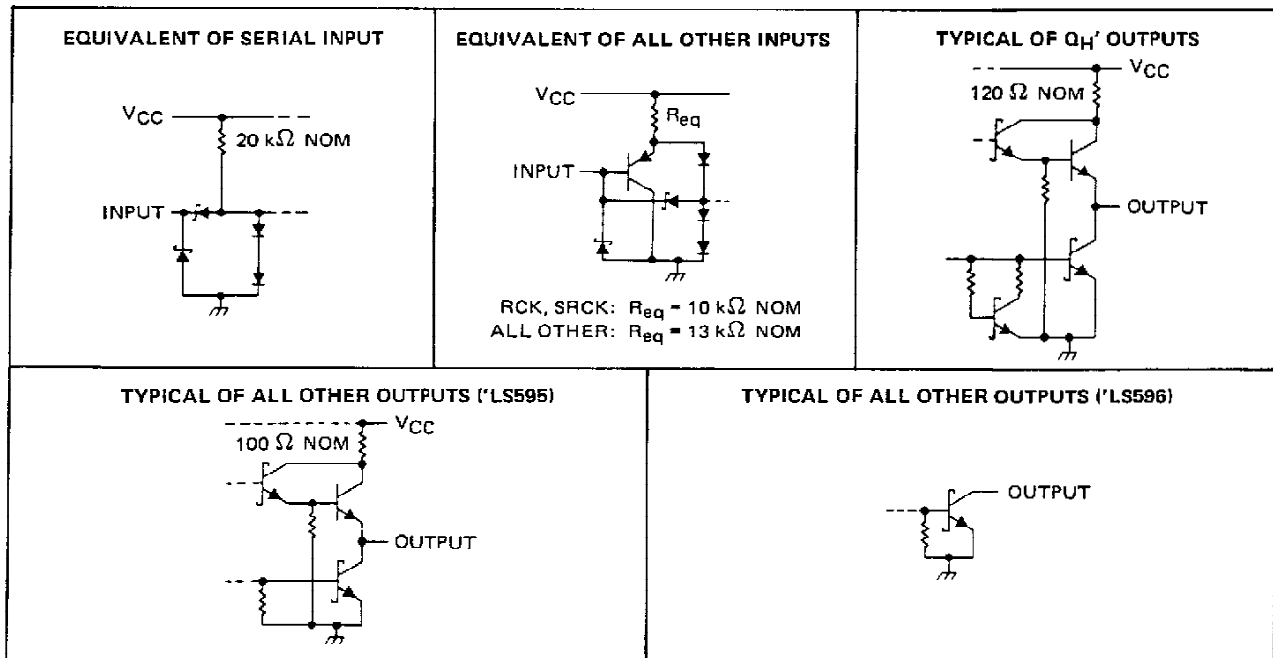 EQUIVALENT OF SERIAL INPUT
VCC
20 kΩ NOM
INPUT
EQUIVALENT OF ALL OTHER INPUTS
VCC
Req
INPUT
RCK, SRCK: Req = 10 kΩ NOM
ALL OTHER: Req = 13 kΩ NOM
TYPICAL OF QH' OUTPUTS
VCC
120 Ω NOM
OUTPUT
TYPICAL OF ALL OTHER OUTPUTS ('LS595)
VCC
100 Ω NOM
OUTPUT
TYPICAL OF ALL OTHER OUTPUTS ('LS596)
OUTPUT